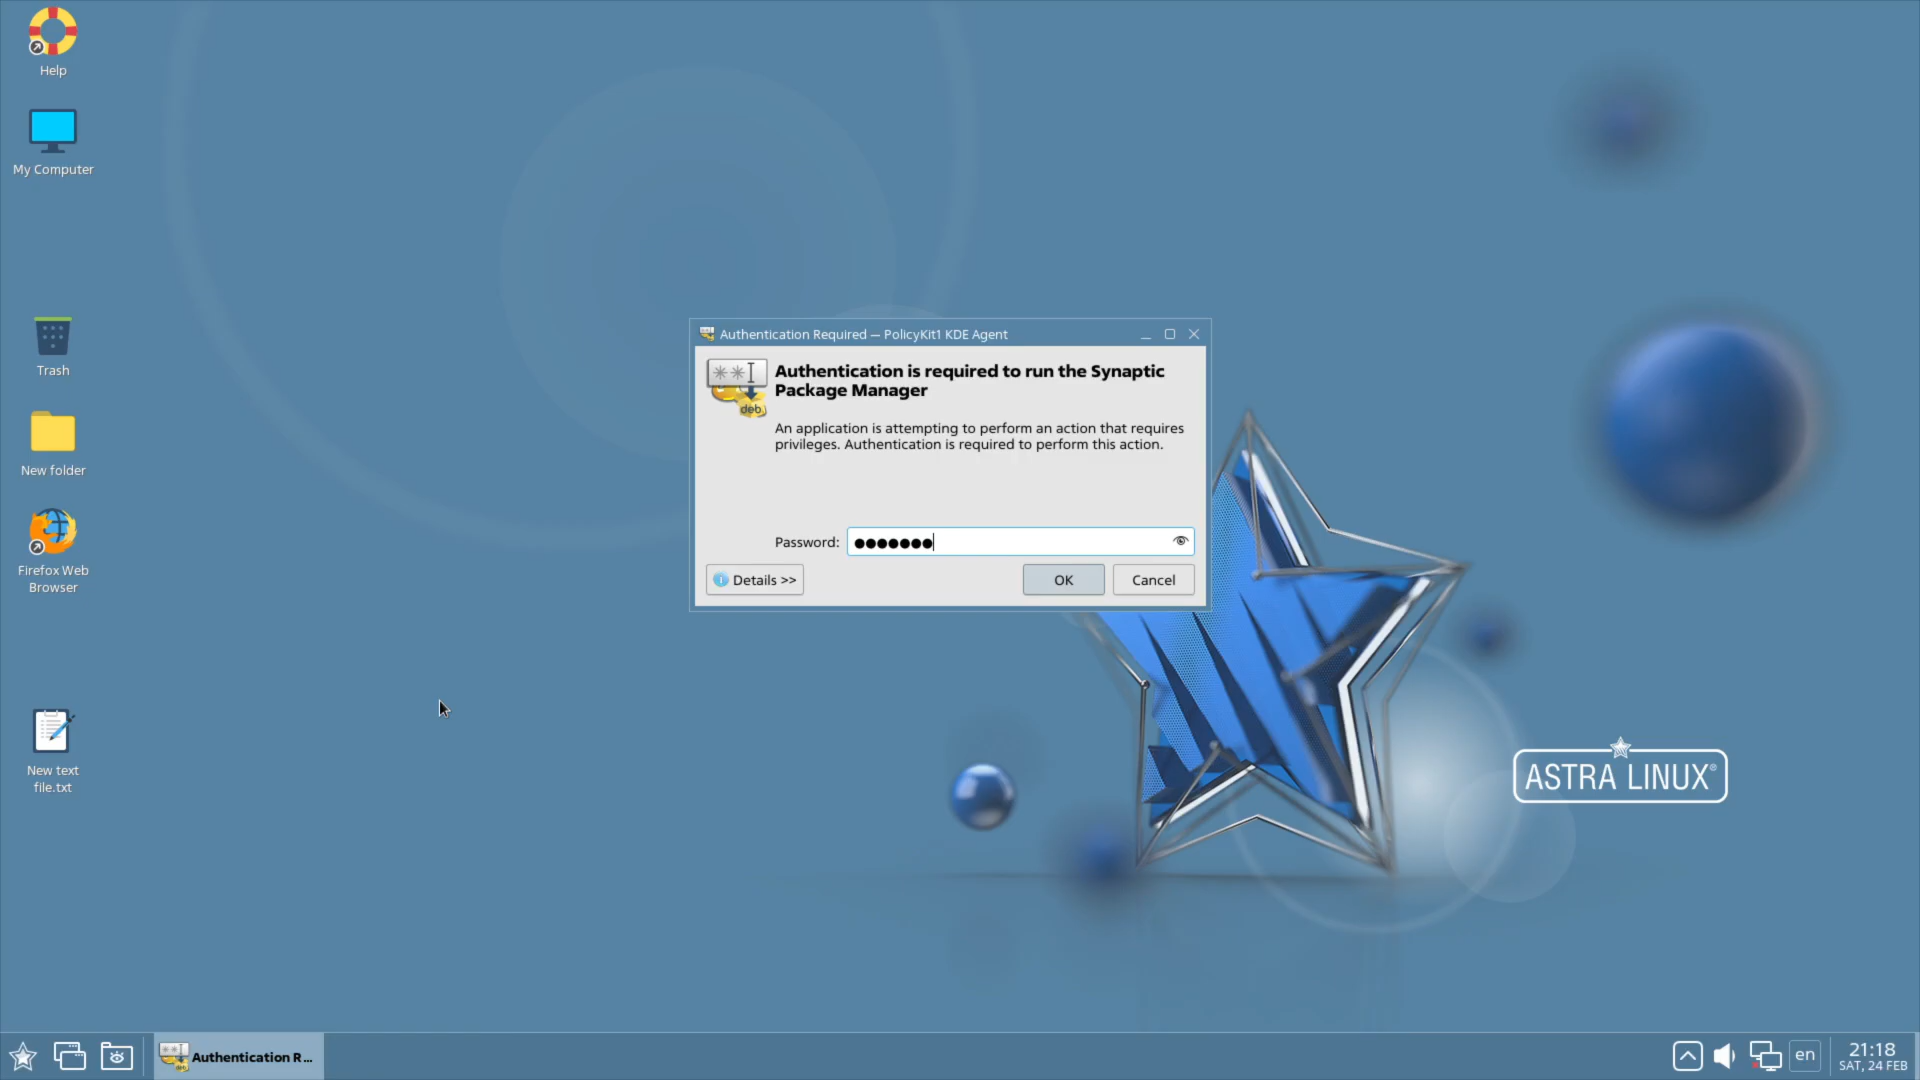 Help
My Computer
Trash
New folder
Firefox Web
Browser
New text
file.txt
Authentication Required — PolicyKit1 KDE Agent
deb
Authentication is required to run the Synaptic
Package Manager
An application is attempting to perform an action that requires
privileges. Authentication is required to perform this action.
Password: ●●●●●●●
Details >>
OK
Cancel
ASTRA LINUX®
Authentication R...
en
21:18
SAT, 24 FEB